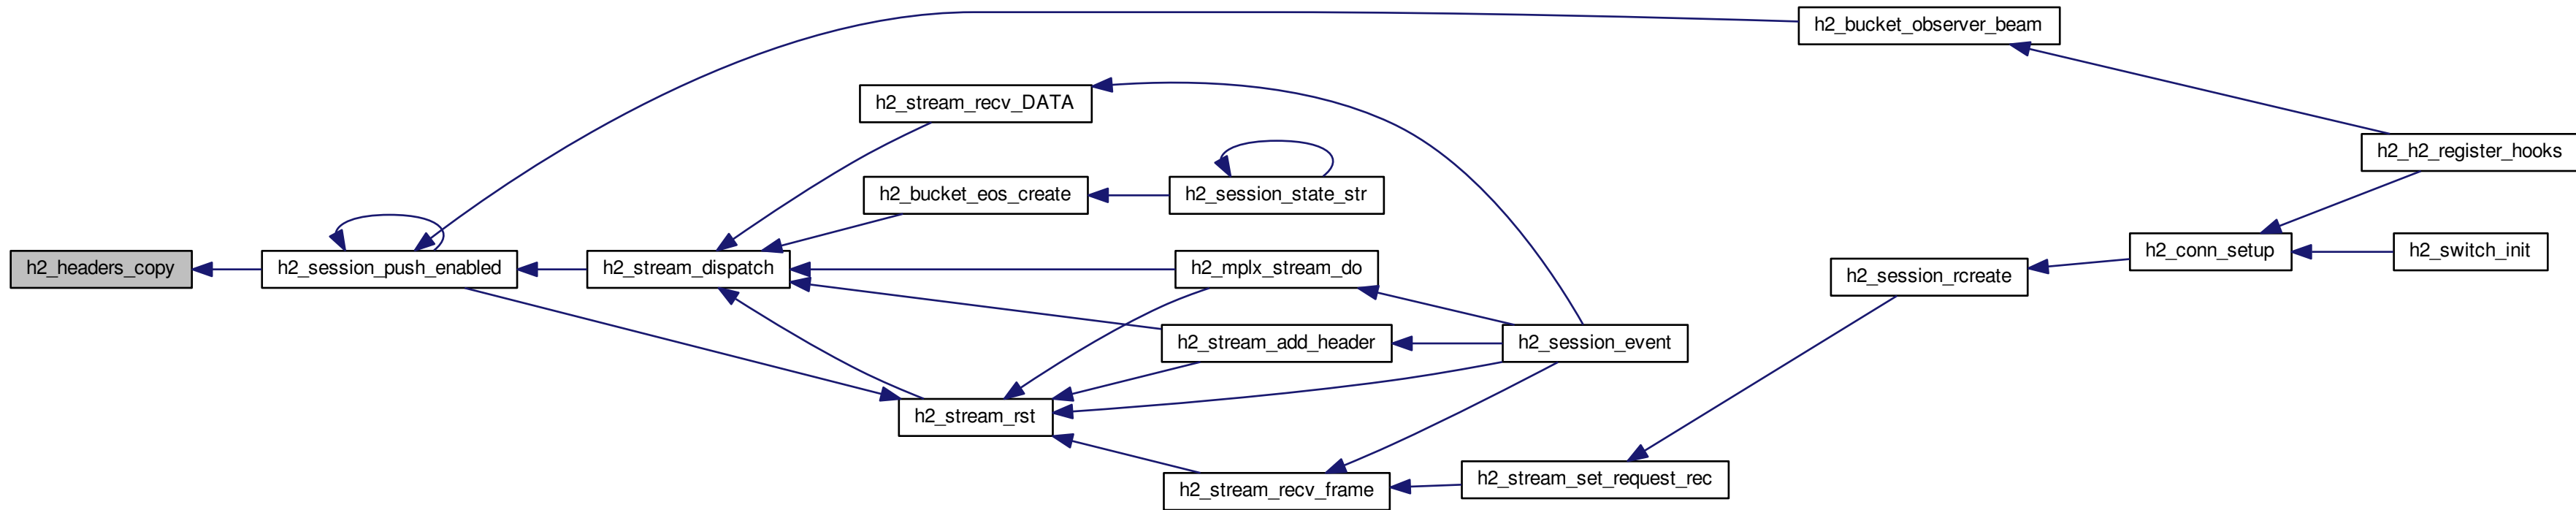 h2_bucket_observer_beam
h2_stream_recv_DATA
h2_h2_register_hooks
h2_bucket_eos_create
h2_session_state_str
h2_conn_setup
h2_switch_init
h2_headers_copy
h2_session_push_enabled
h2_stream_dispatch
h2_mplx_stream_do
h2_session_rcreate
h2_stream_add_header
h2_session_event
h2_stream_rst
h2_stream_recv_frame
h2_stream_set_request_rec